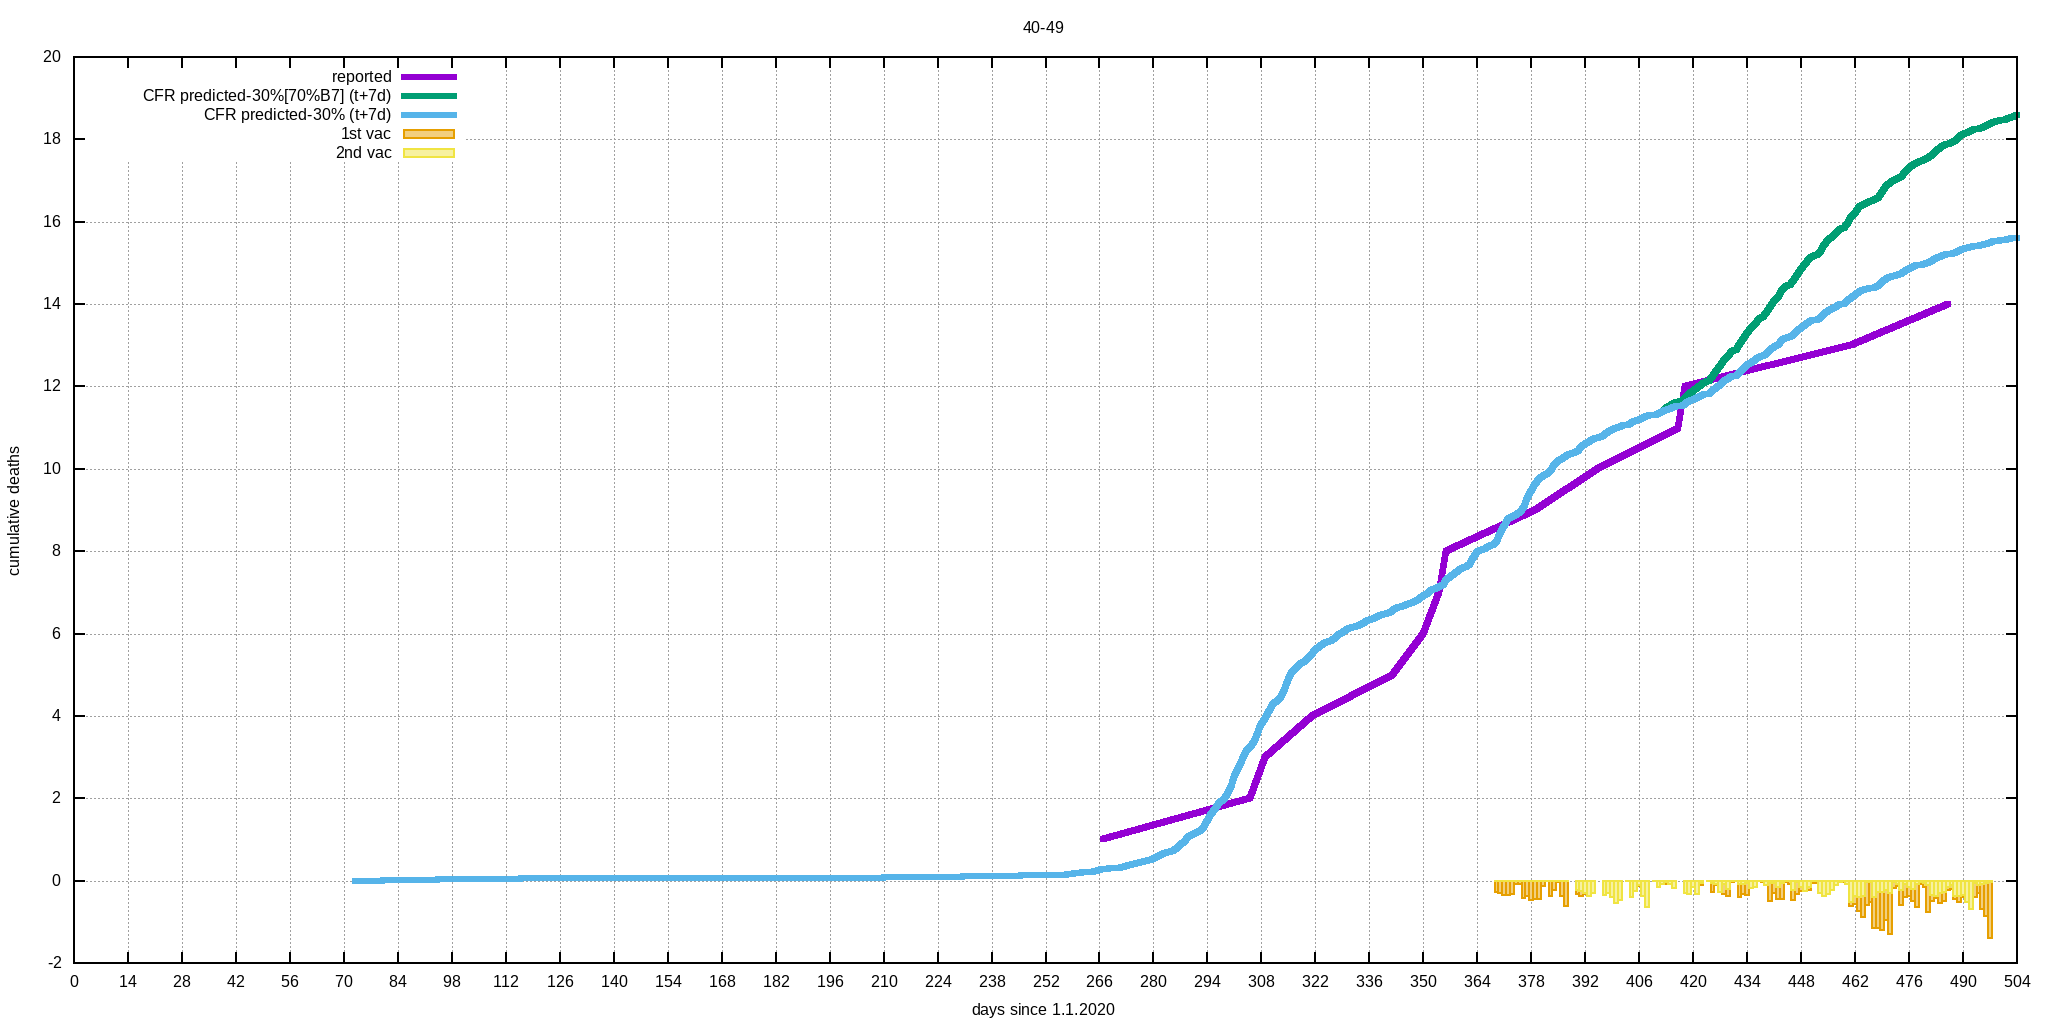 40-49
reported
CFR predicted-30%[70%B7] (t+7d)
CFR predicted-30% (t+7d)
1st vac
2nd vac
20
18
16
14
12
10
8
6
4
2
0
-2
cumulative deaths
0 14 28 42 56 70 84 98 112 126 140 154 168 182 196 210 224 238 252 266 280 294 308 322 336 350 364 378 392 406 420 434 448 462 476 490 504
days since 1.1.2020